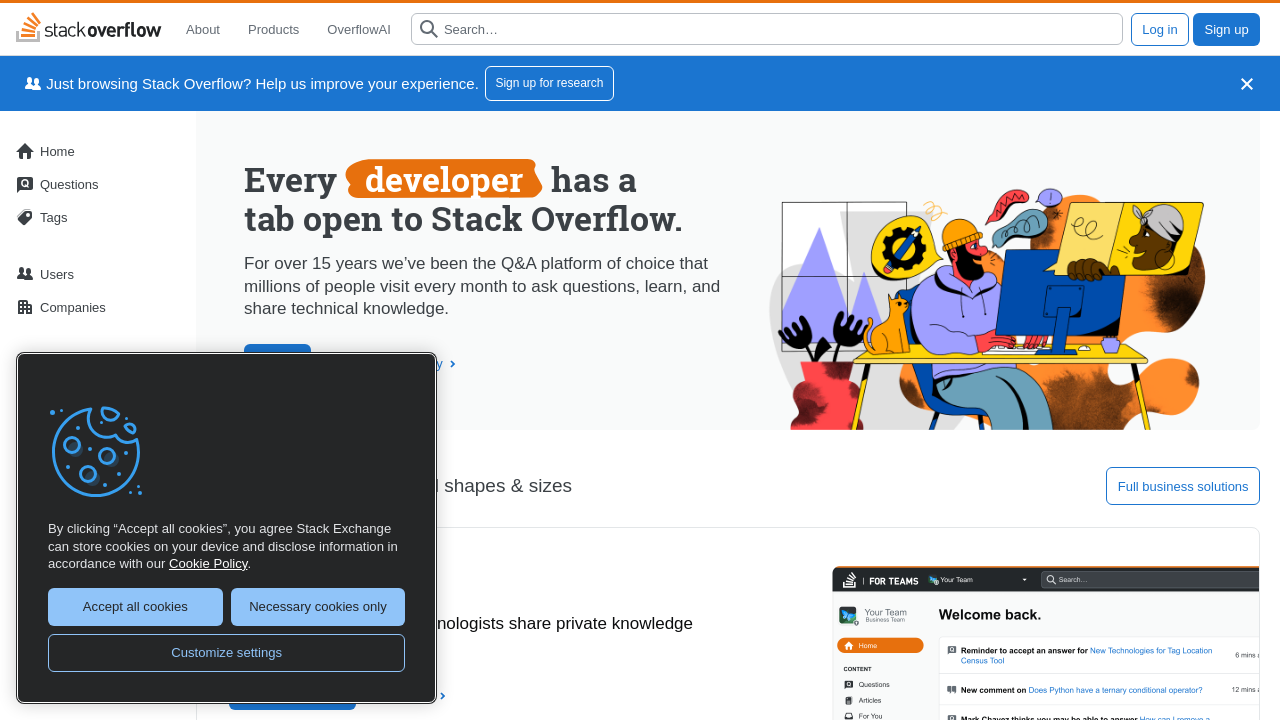 stack overflow
About
Products
OverflowAI
Search…
Log in
Sign up
Just browsing Stack Overflow? Help us improve your experience.
Sign up for research
Home
Questions
Tags
Users
Companies
Every developer has a
tab open to Stack Overflow.
For over 15 years we’ve been the Q&A platform of choice that
millions of people visit every month to ask questions, learn, and
share technical knowledge.
y
shapes & sizes
Full business solutions
nologists share private knowledge
By clicking “Accept all cookies”, you agree Stack Exchange
can store cookies on your device and disclose information in
accordance with our Cookie Policy.
Accept all cookies
Necessary cookies only
Customize settings
FOR TEAMS
Your Team
Search…
Your Team
Business Team
Welcome back.
Home
Reminder to accept an answer for New Technologies for Tag Location
Census Tool
6 mins a
CONTENT
Questions
New comment on Does Python have a ternary conditional operator?
12 mins a
Articles
For You
Mark Chavez thinks you may be able to answer How can I remove a